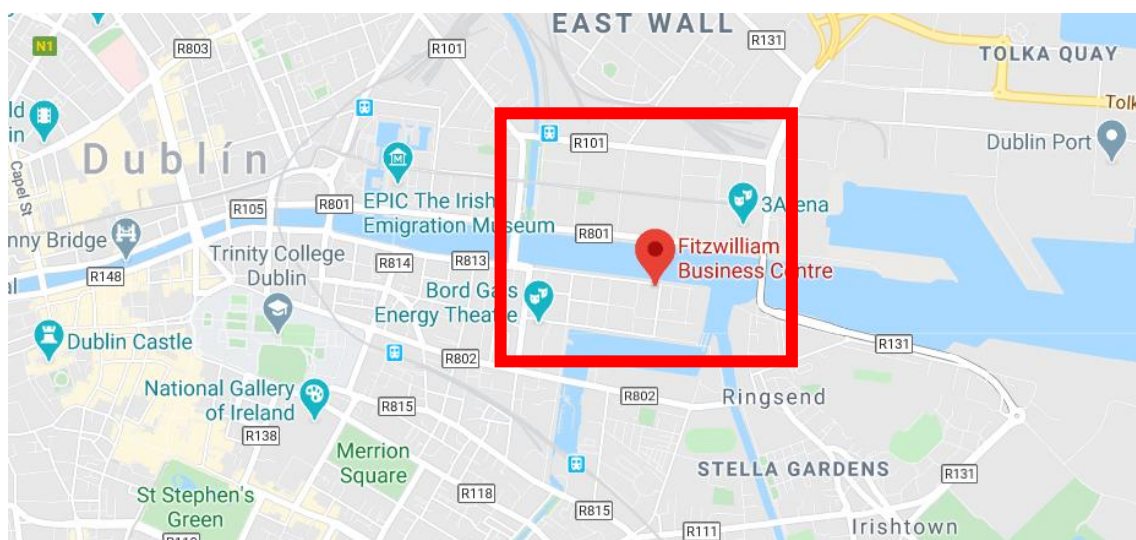 EAST WALL
R131
N1
R803
R101
TOLKA QUAY
Tolk
ld
in
R101
Dublin Port
Dublín
Capel St
EPIC The Irish
Emigration Museum
3Arena
R801
R105
R801
Fitzwilliam
Business Centre
nny Bridge
Trinity College
Dublin
R814
R813
R148
al
Bord Gáis
Energy Theatre
Dublin Castle
R802
R131
National Gallery
of Ireland
R815
R802
Ringsend
R138
Merrion
Square
STELLA GARDENS
R131
St Stephen's
Green
R118
R815
R111
Irishtown